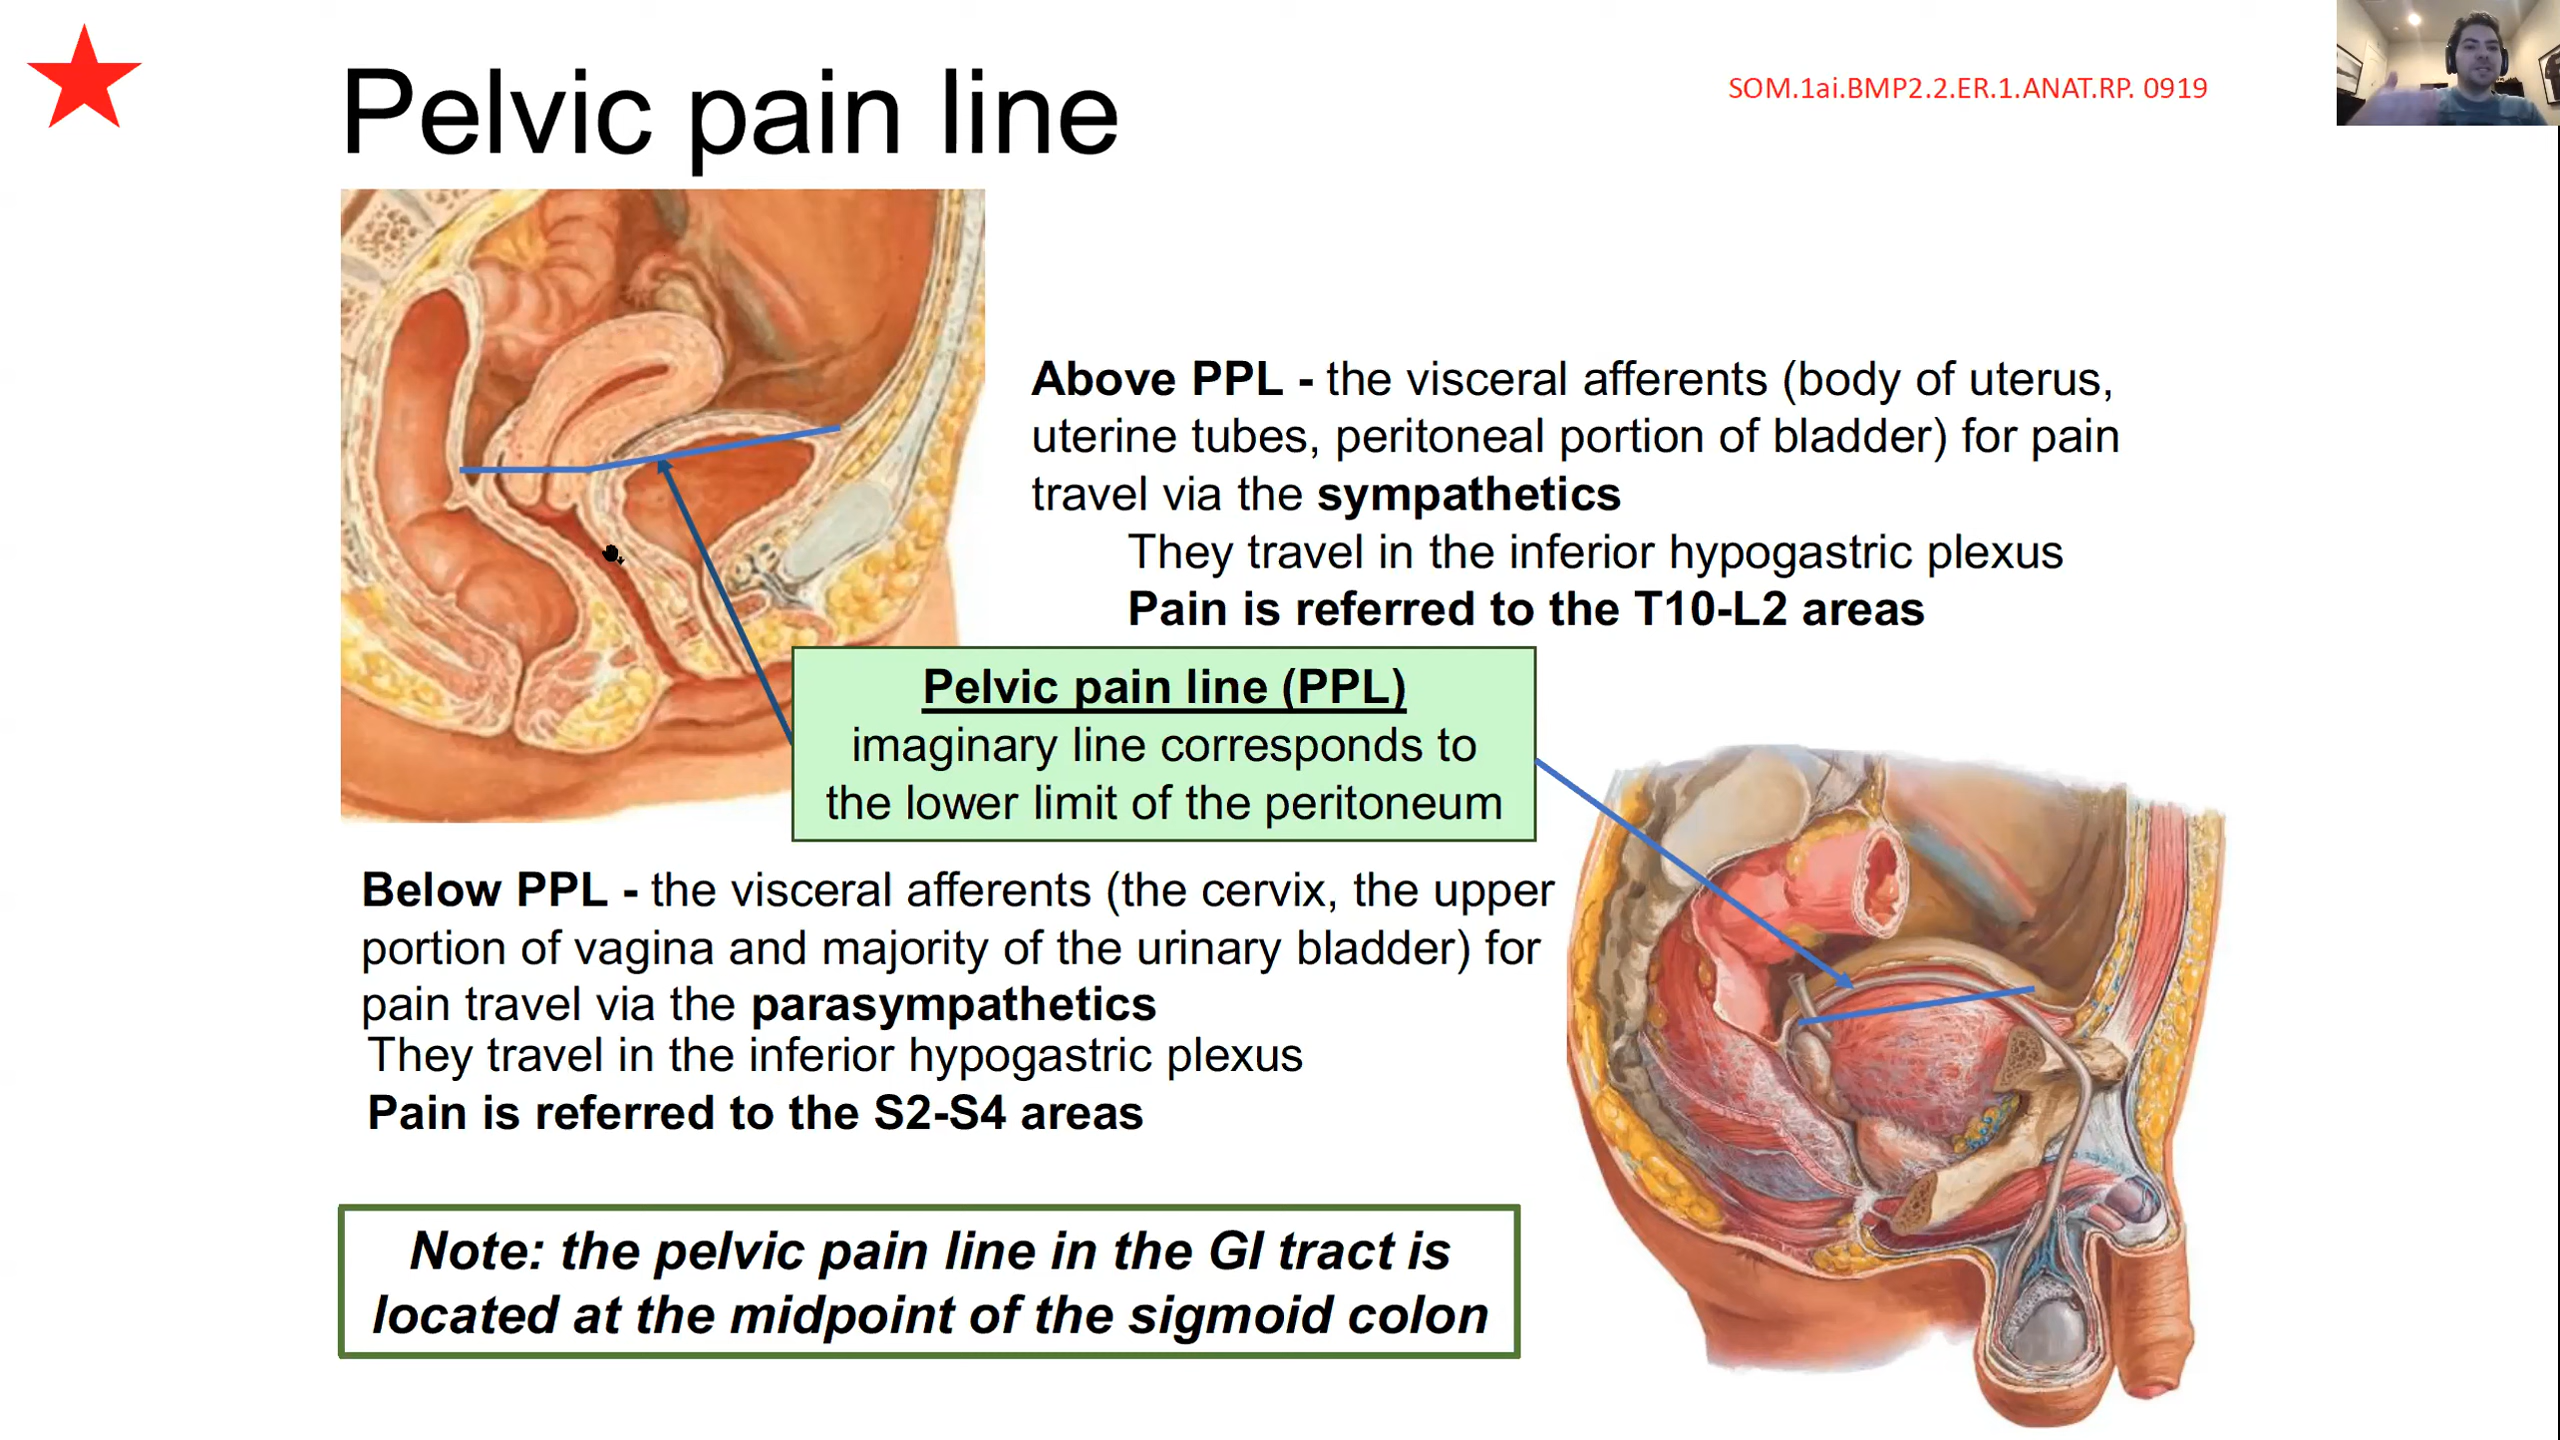 Pelvic pain line
SOM.1ai.BMP2.2.ER.1.ANAT.RP. 0919
Above PPL - the visceral afferents (body of uterus,
uterine tubes, peritoneal portion of bladder) for pain
travel via the sympathetics
They travel in the inferior hypogastric plexus
Pain is referred to the T10-L2 areas
Pelvic pain line (PPL)
imaginary line corresponds to
the lower limit of the peritoneum
Below PPL - the visceral afferents (the cervix, the upper
portion of vagina and majority of the urinary bladder) for
pain travel via the parasympathetics
They travel in the inferior hypogastric plexus
Pain is referred to the S2-S4 areas
Note: the pelvic pain line in the GI tract is
located at the midpoint of the sigmoid colon